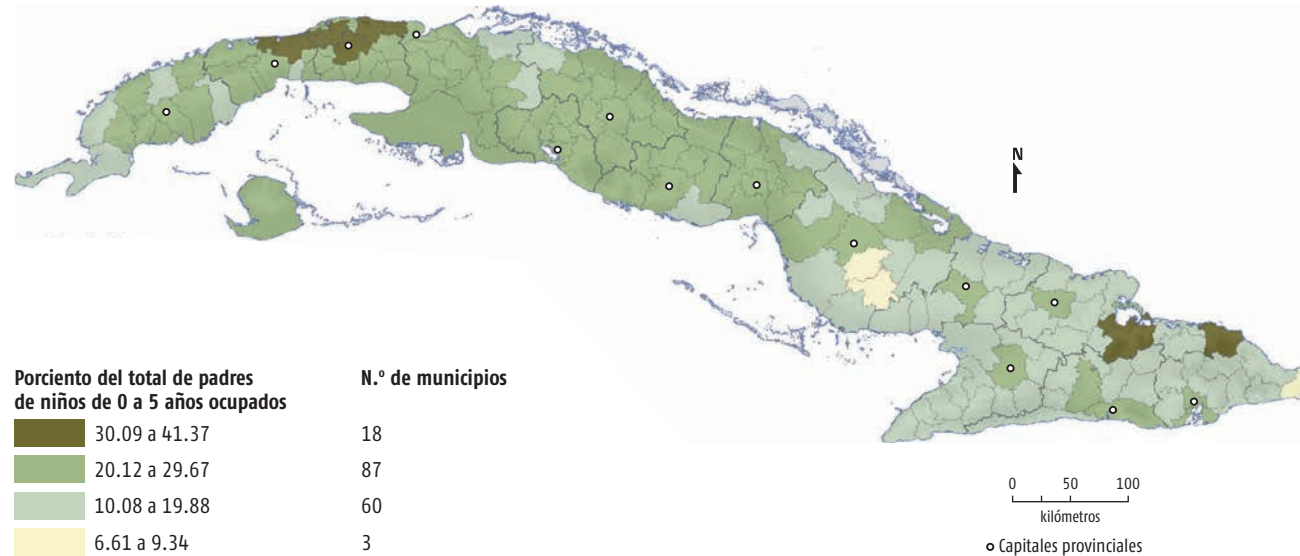 N
Porciento del total de padres
de niños de 0 a 5 años ocupados
N.º de municipios
30.09 a 41.37 18
20.12 a 29.67 87
10.08 a 19.88 60
6.61 a 9.34 3
0 50 100
kilómetros
Capitales provinciales